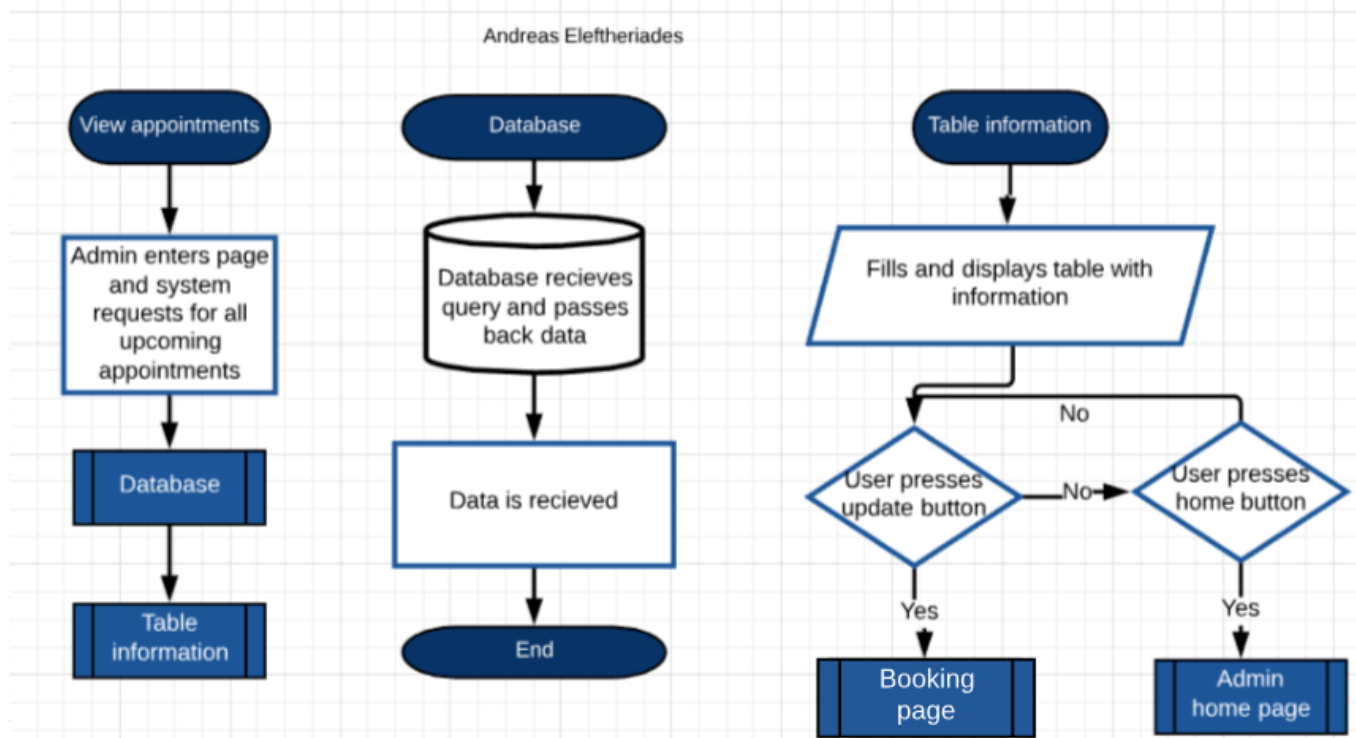 Andreas Eleftheriades
View appointments
Admin enters page
and system
requests for all
upcoming
appointments
Database
Table
information
Database
Database recieves
query and passes
back data
Data is recieved
End
Table information
Fills and displays table with
information
No
User presses
update button
No
User presses
home button
Yes
Yes
Booking
page
Admin
home page